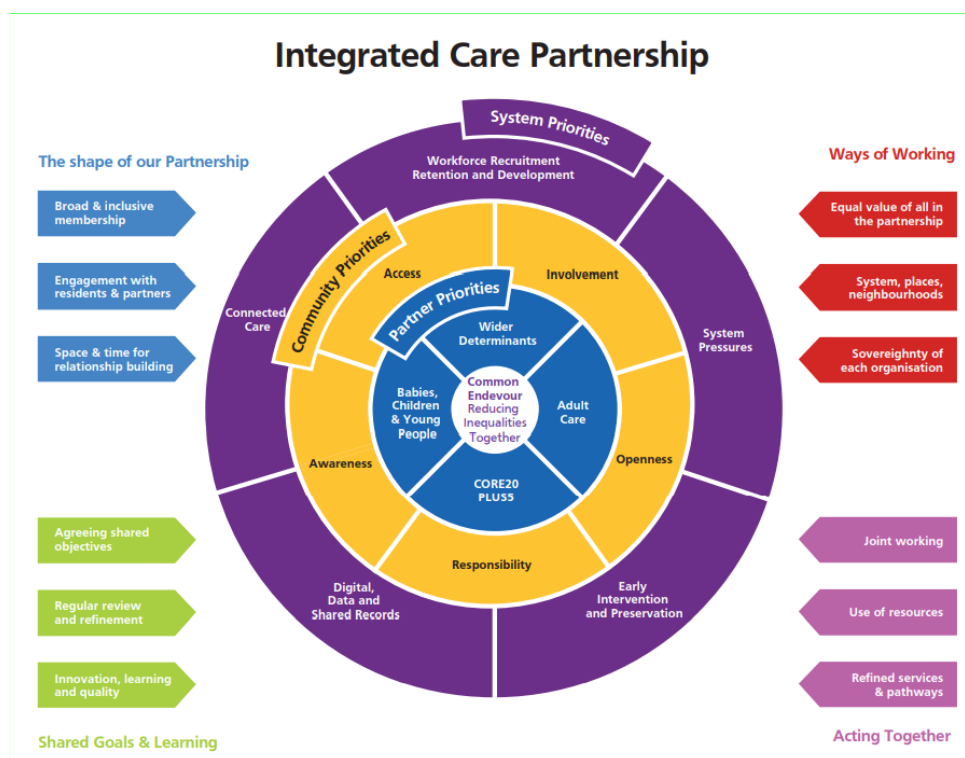 Integrated Care Partnership
The shape of our Partnership
Broad & inclusive
membership
Engagement with
residents & partners
Space & time for
relationship building
System Priorities
Workforce Recruitment
Retention and Development
Connected
Care
System
Pressures
Digital,
Data and
Shared Records
Early
Intervention
and Preservation
Community Priorities
Access
Involvement
Awareness
Openness
Responsibility
Partner Priorities
Wider
Determinants
Babies,
Children
& Young
People
Adult
Care
CORE20
PLUS5
Common
Endevour
Reducing
Inequalities
Together
Ways of Working
Equal value of all in
the partnership
System, places,
neighbourhoods
Sovereighnty of
each organisation
Agreeing shared
objectives
Regular review
and refinement
Innovation, learning
and quality
Shared Goals & Learning
Joint working
Use of resources
Refined services
& pathways
Acting Together